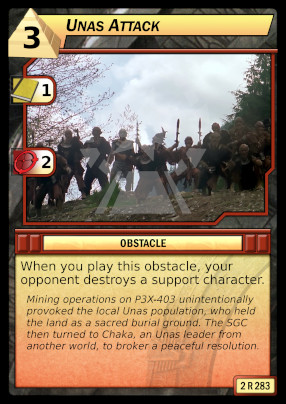 3
UNAS ATTACK
1
2
OBSTACLE
When you play this obstacle, your
opponent destroys a support character.
Mining operations on P3X-403 unintentionally
provoked the local Unas population, who held
the land as a sacred burial ground. The SGC
then turned to Chaka, an Unas leader from
another world, to broker a peaceful resolution.
2 R 283